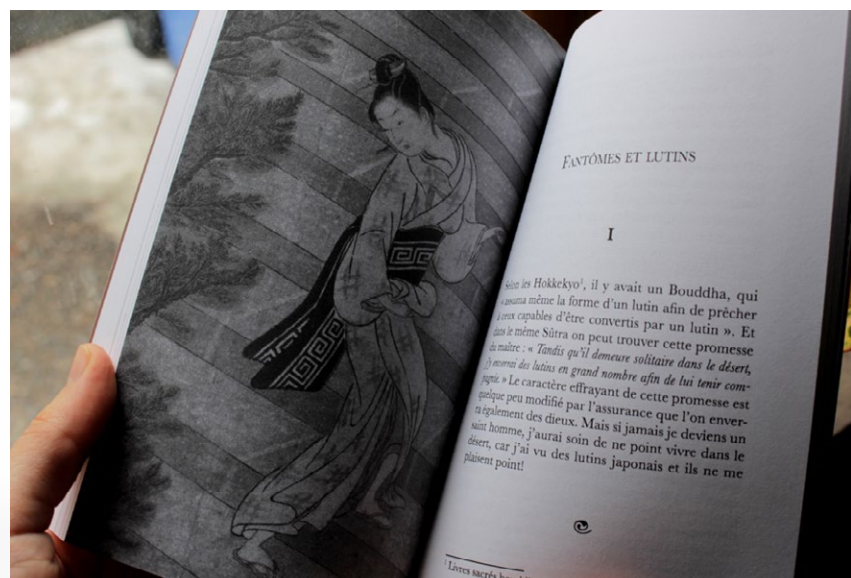 FANTÔMES ET LUTINS
I
Selon les Hokkekyo¹, il y avait un Bouddha, qui
« assuma même la forme d'un lutin afin de prêcher
à ceux capables d'être convertis par un lutin ». Et
dans le même Sûtra on peut trouver cette promesse
du maître : « Tandis qu'il demeure solitaire dans le désert,
j'y enverrai des lutins en grand nombre afin de lui tenir com-
pagnie. » Le caractère effrayant de cette promesse est
quelque peu modifié par l'assurance que l'on enver-
ra également des dieux. Mais si jamais je deviens un
saint homme, j'aurai soin de ne point vivre dans le
désert, car j'ai vu des lutins japonais et ils ne me
plaisent point!
¹ Livres sacrés